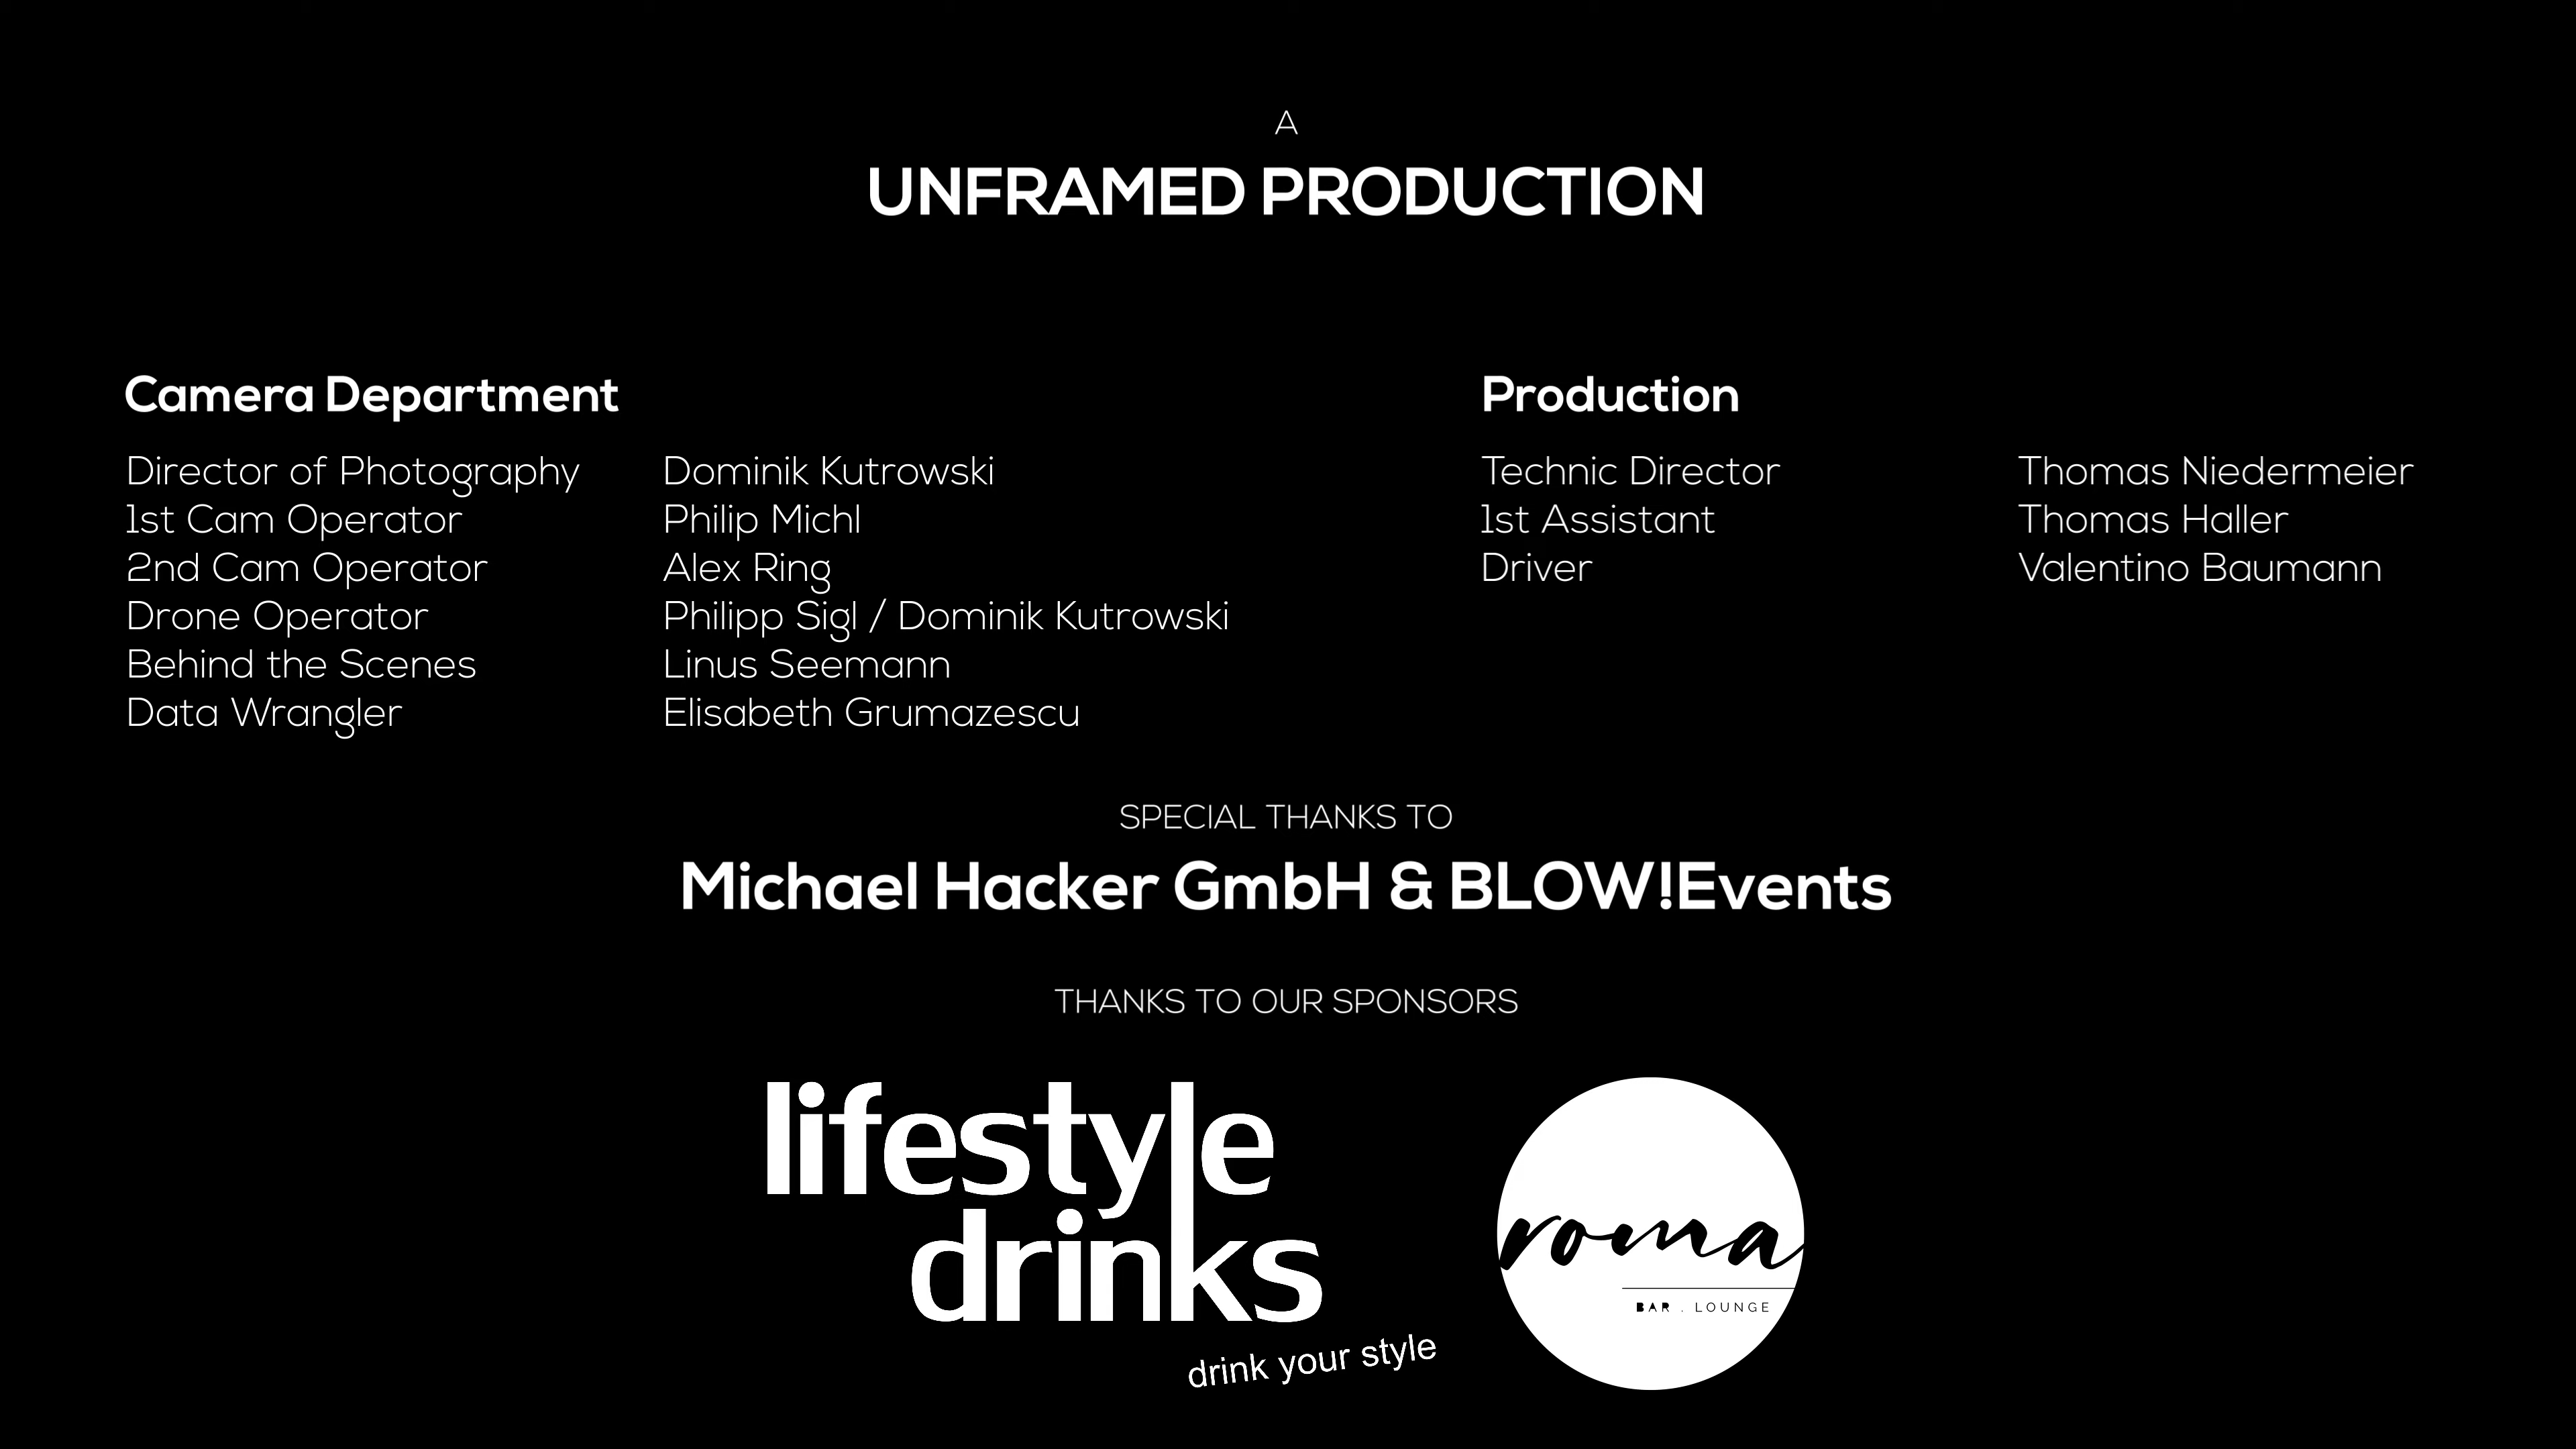 A
UNFRAMED PRODUCTION
Camera Department
Director of Photography Dominik Kutrowski
1st Cam Operator Philip Michl
2nd Cam Operator Alex Ring
Drone Operator Philipp Sigl / Dominik Kutrowski
Behind the Scenes Linus Seemann
Data Wrangler Elisabeth Grumazescu
Production
Technic Director Thomas Niedermeier
1st Assistant Thomas Haller
Driver Valentino Baumann
SPECIAL THANKS TO
Michael Hacker GmbH & BLOW!Events
THANKS TO OUR SPONSORS
lifestyle
drinks
drink your style
roma
BAR . LOUNGE